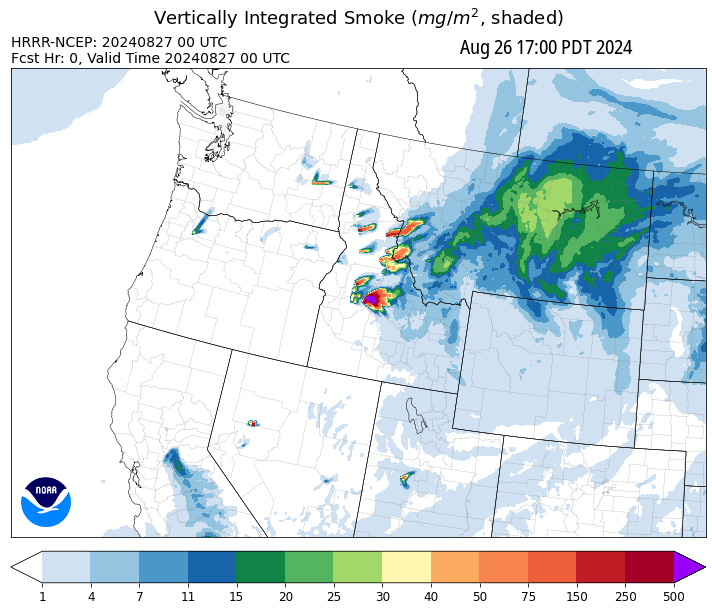 Vertically Integrated Smoke (mg/m², shaded)
HRRR-NCEP: 20240827 00 UTC
Fcst Hr: 0, Valid Time 20240827 00 UTC
Aug 26 17:00 PDT 2024
NOAA
1 4 7 11 15 20 25 30 40 50 75 150 250 500